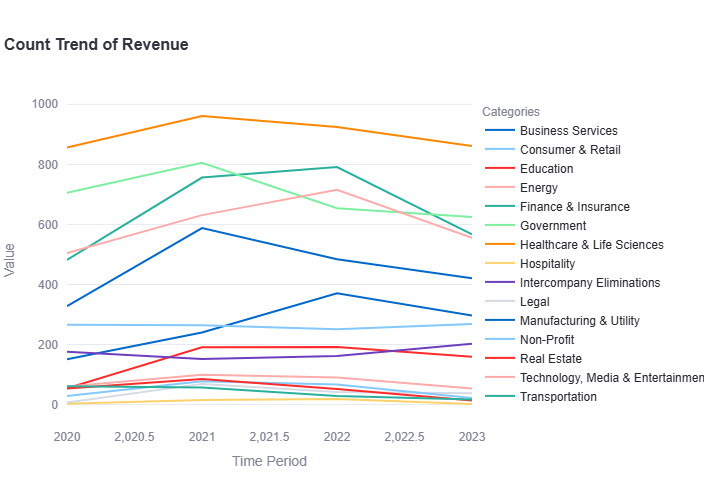 Count Trend of Revenue
Categories
Business Services
Consumer & Retail
Education
Energy
Finance & Insurance
Government
Healthcare & Life Sciences
Hospitality
Intercompany Eliminations
Legal
Manufacturing & Utility
Non-Profit
Real Estate
Technology, Media & Entertainmen
Transportation
Value
1000
800
600
400
200
0
2020 2,020.5 2021 2,021.5 2022 2,022.5 2023
Time Period